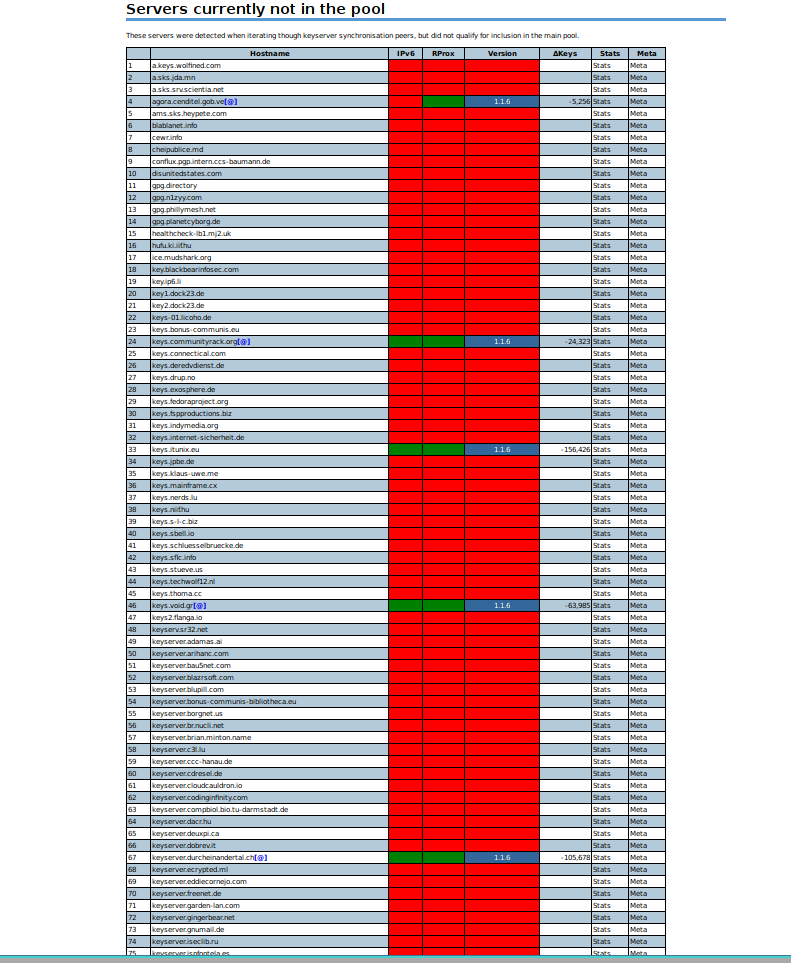 Servers currently not in the pool
These servers were detected when iterating though keyserver synchronisation peers, but did not qualify for inclusion in the main pool.
Hostname IPv6 RProx Version ΔKeys Stats Meta
1 a.keys.wolfined.com Stats Meta
2 a.sks.jda.mn Stats Meta
3 a.sks.srv.scientia.net Stats Meta
4 agora.cenditel.gob.ve[@] 1.1.6 -5,256 Stats Meta
5 ams.sks.heypete.com Stats Meta
6 blablanet.info Stats Meta
7 cewr.info Stats Meta
8 cheipublice.md Stats Meta
9 conflux.pgp.intern.ccs-baumann.de Stats Meta
10 disunitedstates.com Stats Meta
11 gpg.directory Stats Meta
12 gpg.n1zyy.com Stats Meta
13 gpg.phillymesh.net Stats Meta
14 gpg.planetcyborg.de Stats Meta
15 healthcheck-lb1.mj2.uk Stats Meta
16 hufu.ki.iif.hu Stats Meta
17 ice.mudshark.org Stats Meta
18 key.blackbearinfosec.com Stats Meta
19 key.ip6.li Stats Meta
20 key1.dock23.de Stats Meta
21 key2.dock23.de Stats Meta
22 keys-01.licoho.de Stats Meta
23 keys.bonus-communis.eu Stats Meta
24 keys.communityrack.org[@] 1.1.6 -24,323 Stats Meta
25 keys.connectical.com Stats Meta
26 keys.deredvdienst.de Stats Meta
27 keys.drup.no Stats Meta
28 keys.exosphere.de Stats Meta
29 keys.fedoraproject.org Stats Meta
30 keys.fspproductions.biz Stats Meta
31 keys.indymedia.org Stats Meta
32 keys.internet-sicherheit.de Stats Meta
33 keys.itunix.eu 1.1.6 -156,426 Stats Meta
34 keys.jpbe.de Stats Meta
35 keys.klaus-uwe.me Stats Meta
36 keys.mainframe.cx Stats Meta
37 keys.nerds.lu Stats Meta
38 keys.niif.hu Stats Meta
39 keys.s-l-c.biz Stats Meta
40 keys.sbell.io Stats Meta
41 keys.schluesselbruecke.de Stats Meta
42 keys.sflc.info Stats Meta
43 keys.stueve.us Stats Meta
44 keys.techwolf12.nl Stats Meta
45 keys.thoma.cc Stats Meta
46 keys.void.gr[@] 1.1.6 -63,985 Stats Meta
47 keys2.flanga.io Stats Meta
48 keyserv.sr32.net Stats Meta
49 keyserver.adamas.ai Stats Meta
50 keyserver.arihanc.com Stats Meta
51 keyserver.bau5net.com Stats Meta
52 keyserver.blazrsoft.com Stats Meta
53 keyserver.blupill.com Stats Meta
54 keyserver.bonus-communis-bibliotheca.eu Stats Meta
55 keyserver.borgnet.us Stats Meta
56 keyserver.br.nucli.net Stats Meta
57 keyserver.brian.minton.name Stats Meta
58 keyserver.c3l.lu Stats Meta
59 keyserver.ccc-hanau.de Stats Meta
60 keyserver.cdresel.de Stats Meta
61 keyserver.cloudcauldron.io Stats Meta
62 keyserver.codinginfinity.com Stats Meta
63 keyserver.compbiol.bio.tu-darmstadt.de Stats Meta
64 keyserver.dacr.hu Stats Meta
65 keyserver.deuxpi.ca Stats Meta
66 keyserver.dobrev.it Stats Meta
67 keyserver.durcheinandertal.ch[@] 1.1.6 -105,678 Stats Meta
68 keyserver.ecrypted.ml Stats Meta
69 keyserver.eddiecornejo.com Stats Meta
70 keyserver.freenet.de Stats Meta
71 keyserver.garden-lan.com Stats Meta
72 keyserver.gingerbear.net Stats Meta
73 keyserver.gnumail.de Stats Meta
74 keyserver.iseclib.ru Stats Meta
75 keyserver.ispfontela.es Stats Meta